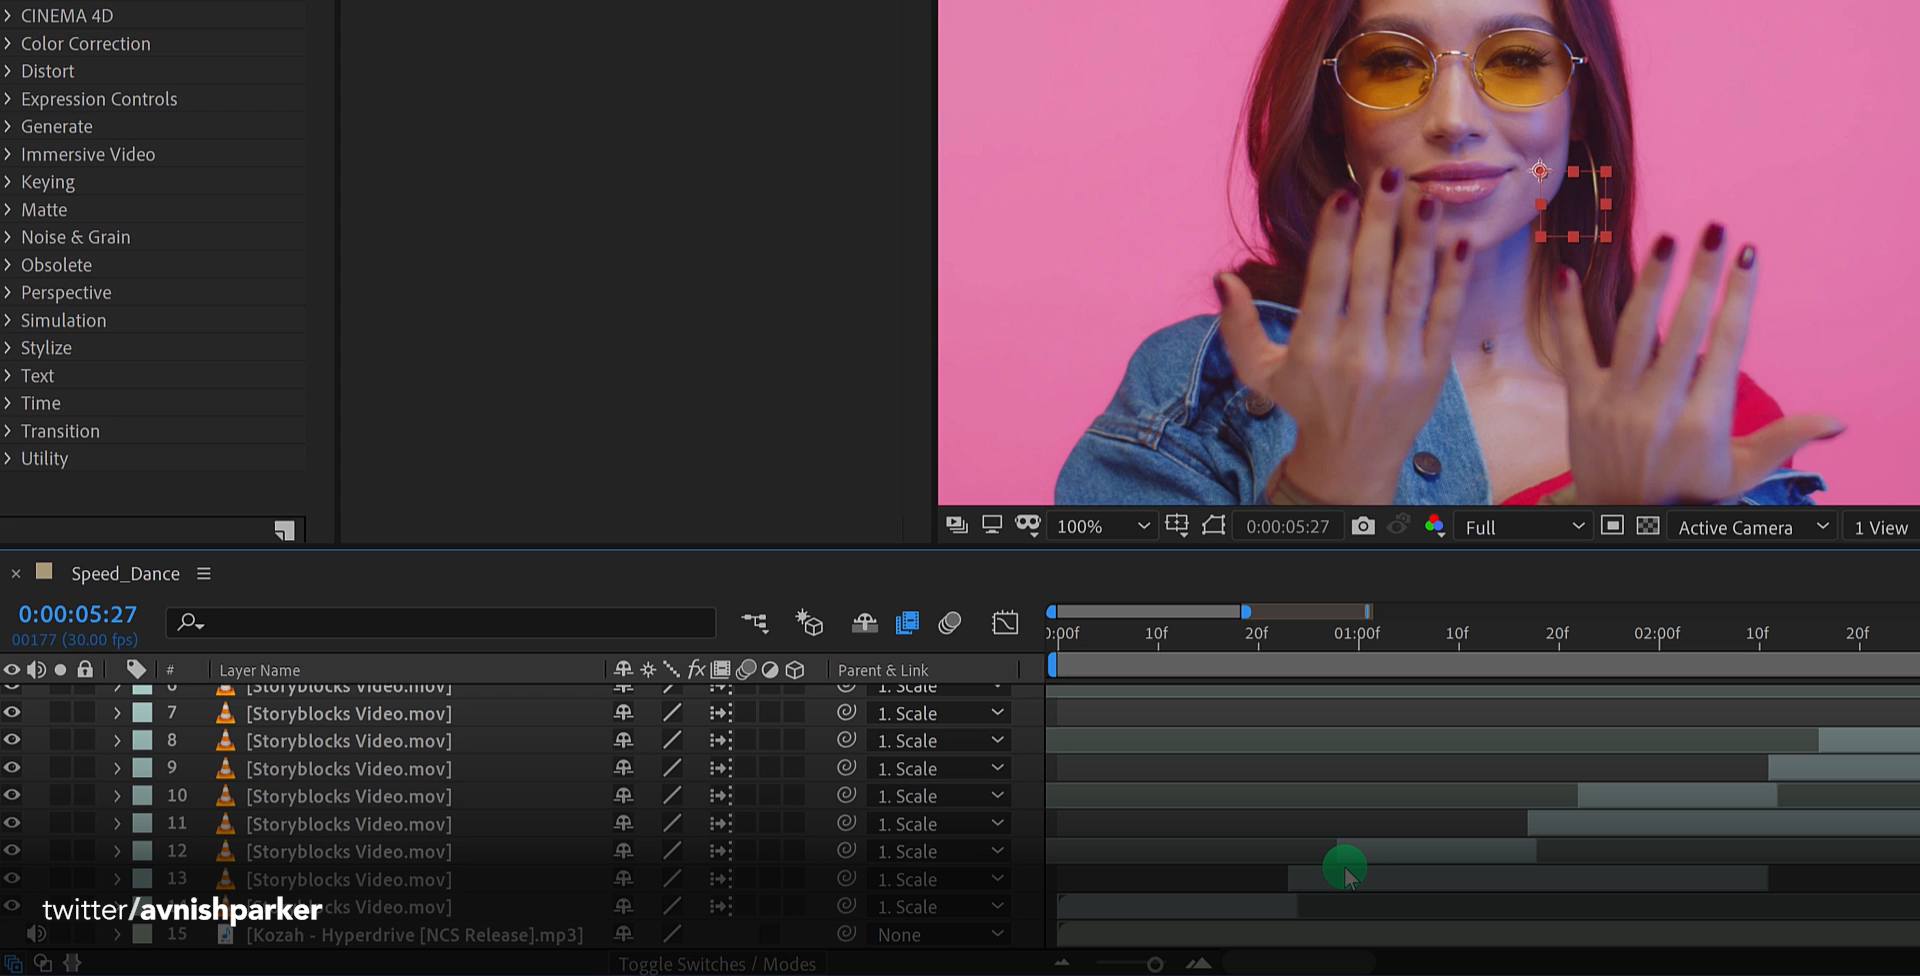 CINEMA 4D
Color Correction
Distort
Expression Controls
Generate
Immersive Video
Keying
Matte
Noise & Grain
Obsolete
Perspective
Simulation
Stylize
Text
Time
Transition
Utility
100% 0:00:05:27 Full Active Camera 1 View
Speed_Dance
0:00:05:27
00177 (30.00 fps)
):00f 10f 20f 01:00f 10f 20f 02:00f 10f 20f
# Layer Name fx Parent & Link
6 [Storyblocks Video.mov] 1. Scale
7 [Storyblocks Video.mov] 1. Scale
8 [Storyblocks Video.mov] 1. Scale
9 [Storyblocks Video.mov] 1. Scale
10 [Storyblocks Video.mov] 1. Scale
11 [Storyblocks Video.mov] 1. Scale
12 [Storyblocks Video.mov] 1. Scale
13 [Storyblocks Video.mov] 1. Scale
twitter/avnishparker
Video.mov] 1. Scale
15 [Kozah - Hyperdrive [NCS Release].mp3] None
Toggle Switches / Modes